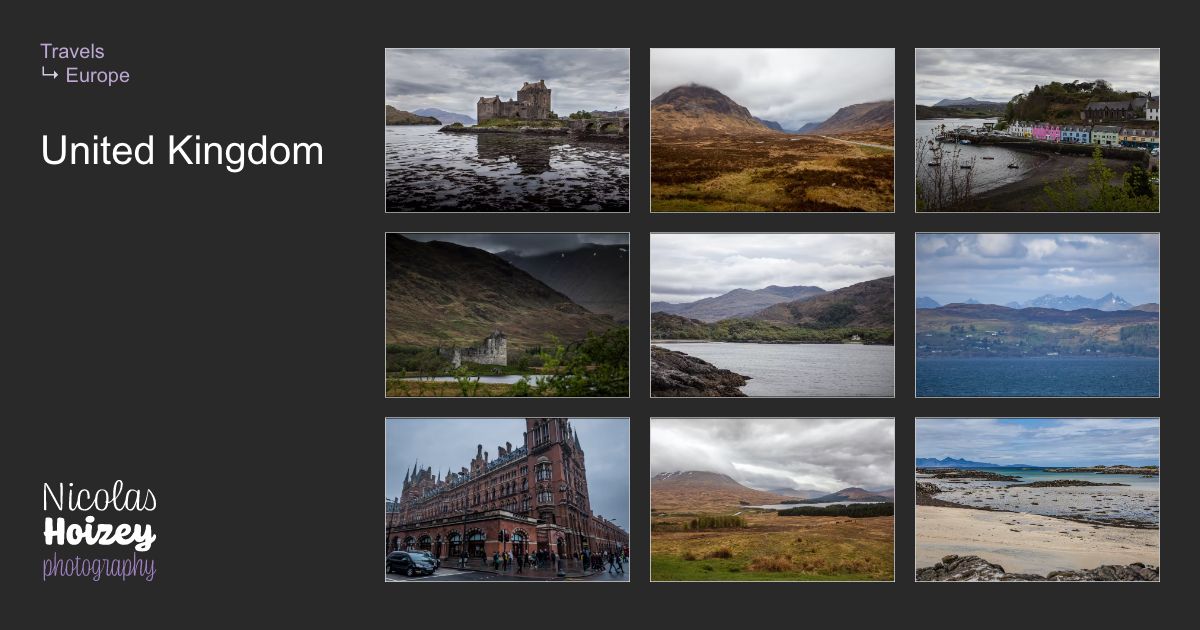 Travels
↳ Europe
United Kingdom
Nicolas
Hoizey
photography